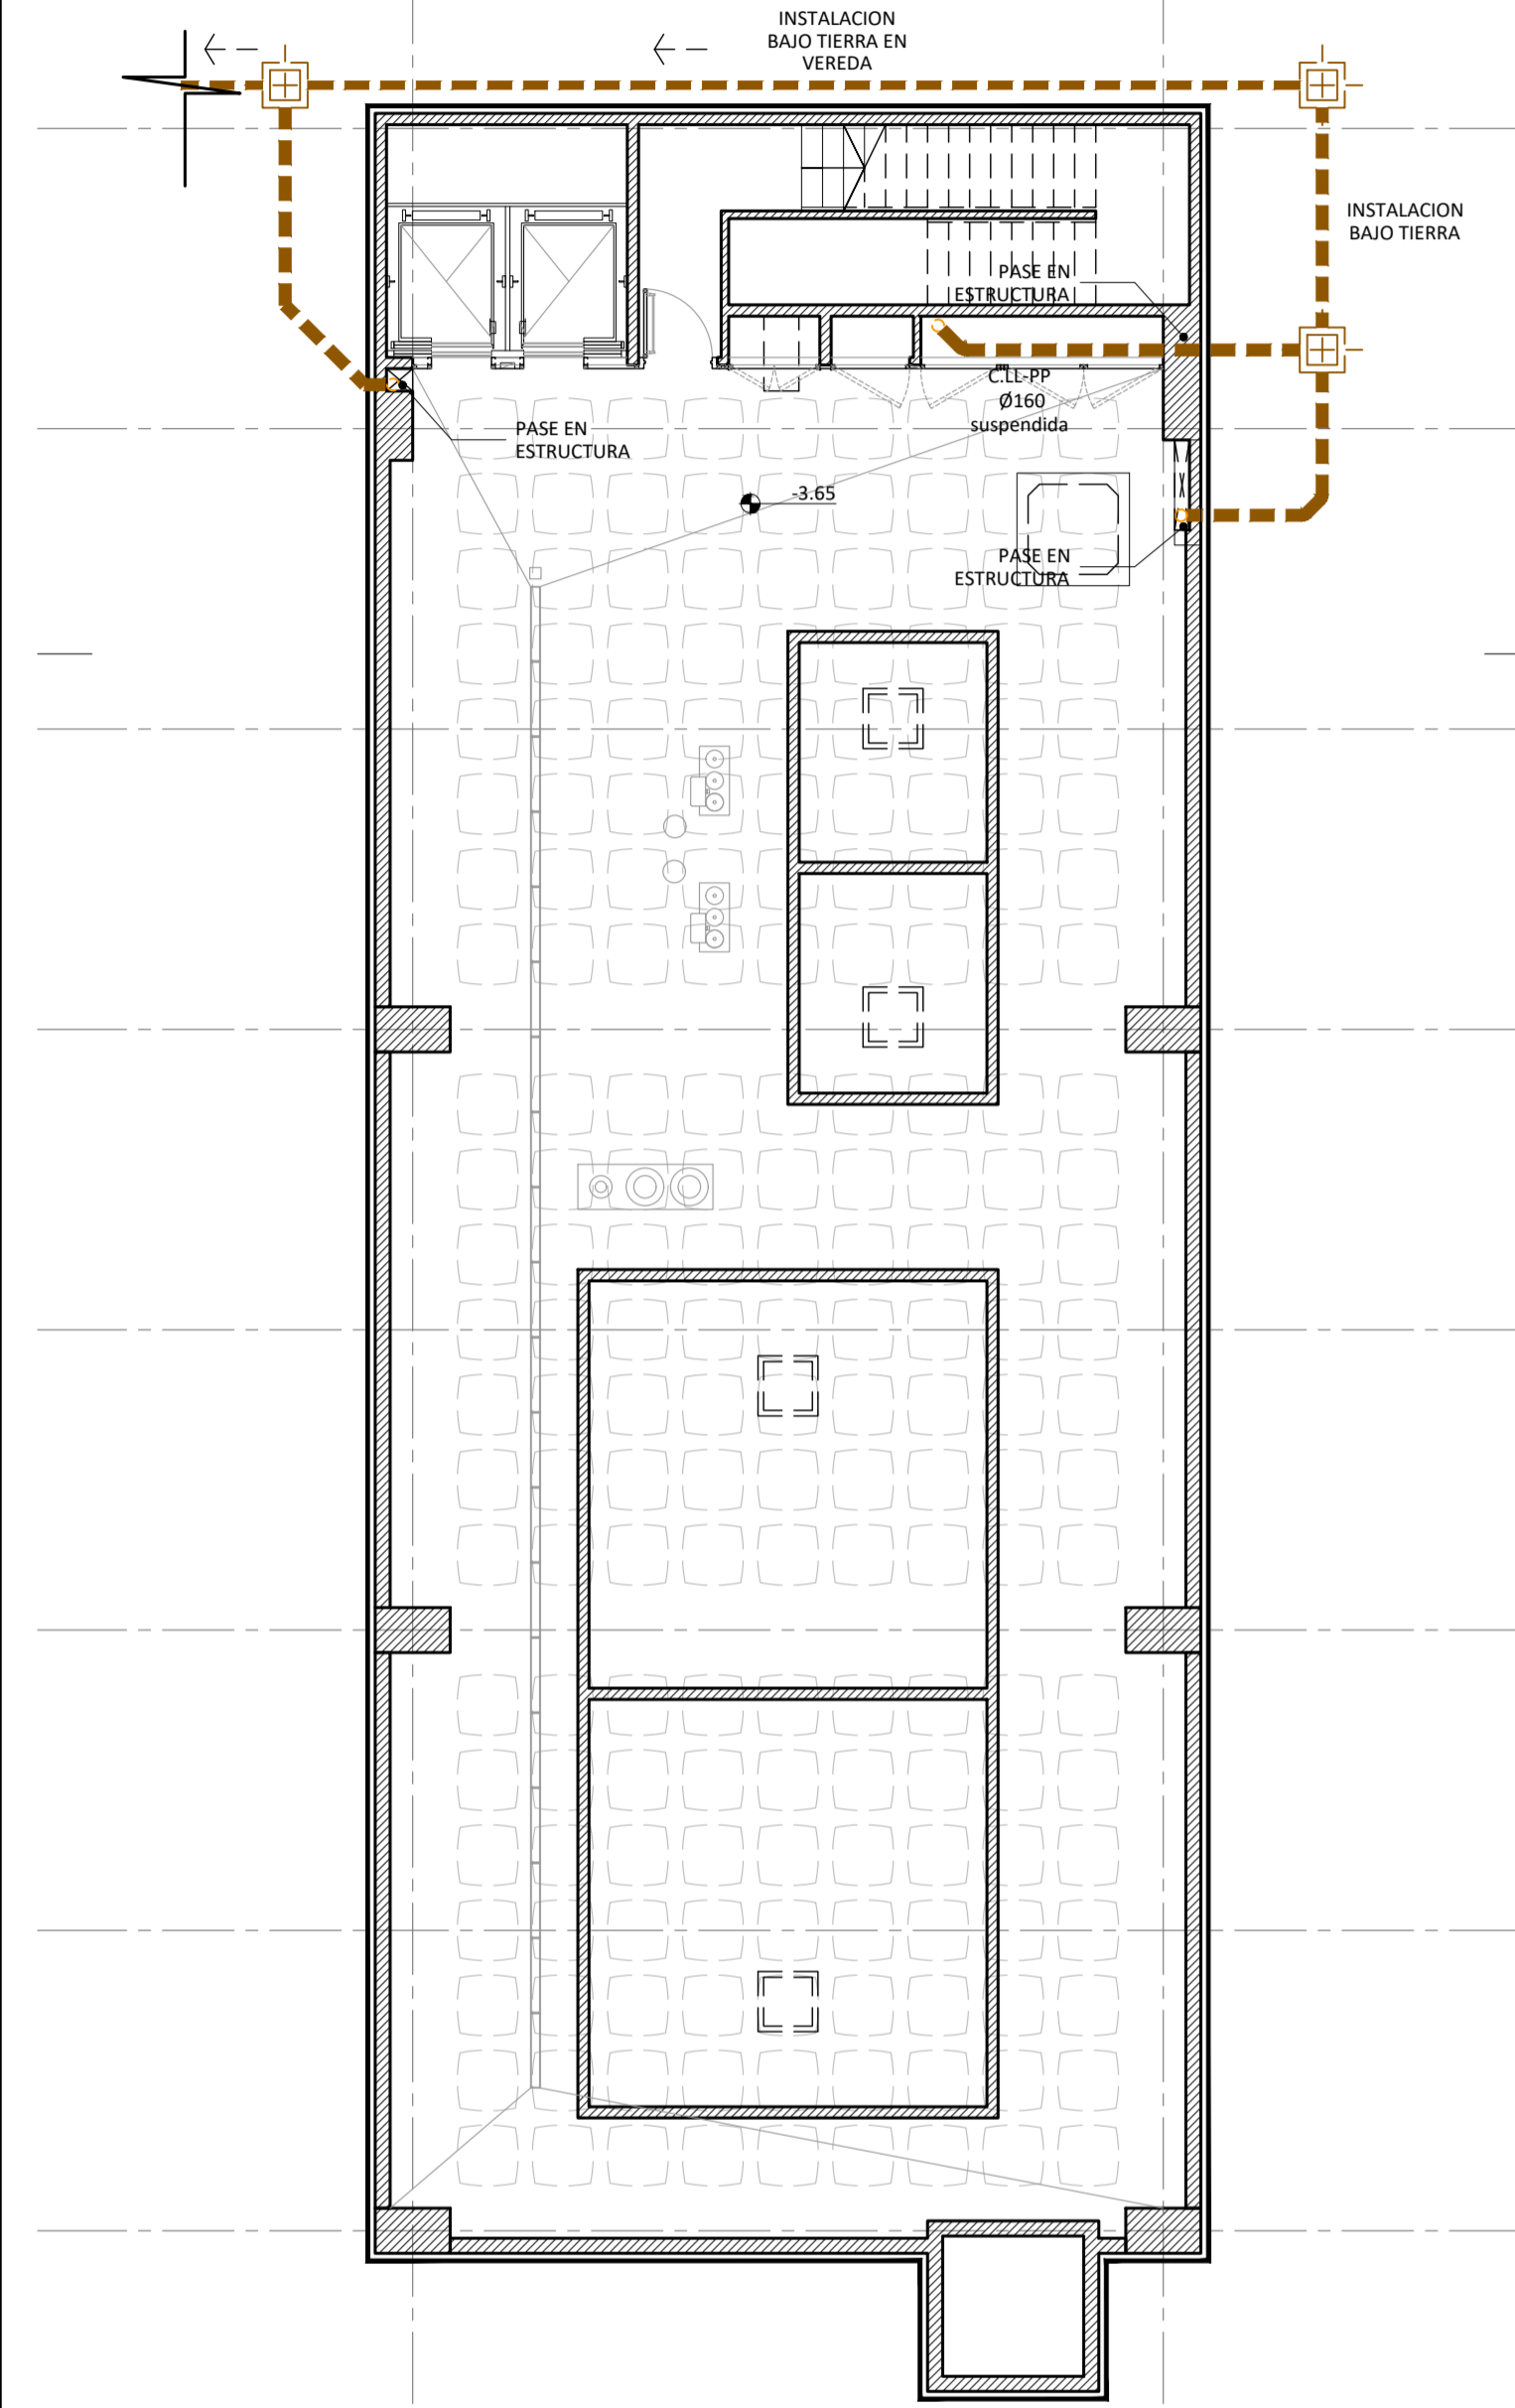 INSTALACION
BAJO TIERRA EN
VEREDA
INSTALACION
BAJO TIERRA
PASE EN
ESTRUCTURA
C.LL-PP
Ø160
suspendida
PASE EN
ESTRUCTURA
-3.65
PASE EN
ESTRUCTURA